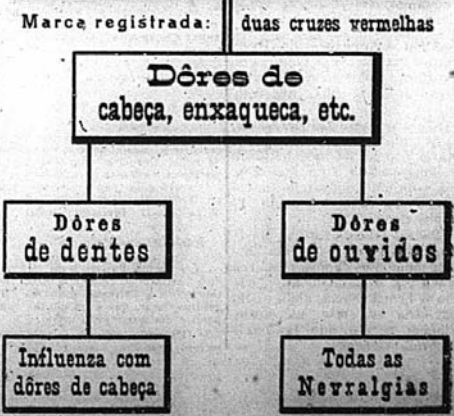 Marca registrada: duas cruzes vermelhas
Dôres de
cabeça, enxaqueca, etc.
Dôres
de dentes
Dôres
de ouvidos
Influenza com
dôres de cabeça
Todas as
Nevralgias